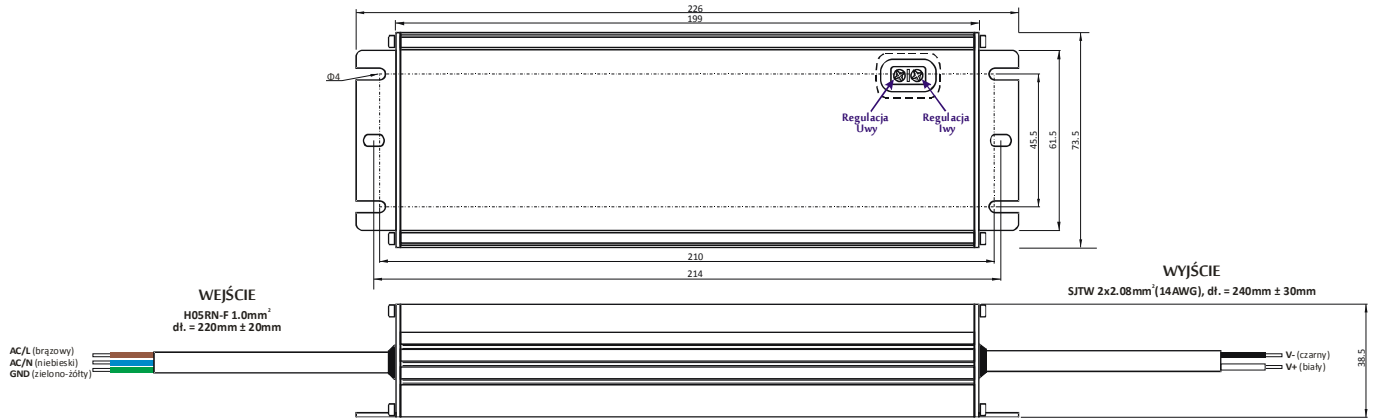 226
199
Φ4
Regulacja
Uwy
Regulacja
Iwy
45.5
61.5
73.5
210
214
WEJŚCIE
H05RN-F 1.0mm²
dł. = 220mm ± 20mm
WYJŚCIE
SJTW 2x2.08mm²(14AWG), dł. = 240mm ± 30mm
AC/L (brązowy)
AC/N (niebieski)
GND (zielono-żółty)
V- (czarny)
V+ (biały)
38.5